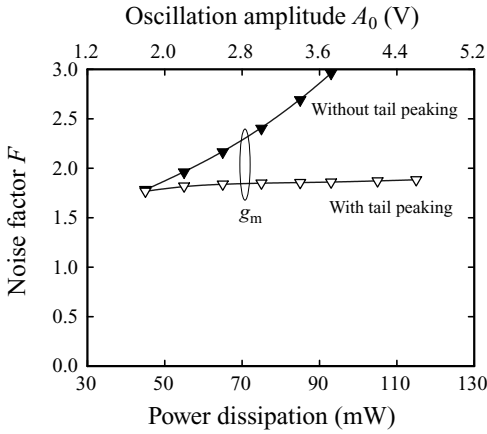 Oscillation amplitude A₀ (V)
1.2 2.0 2.8 3.6 4.4 5.2
3.0
2.5
2.0
1.5
1.0
0.5
0.0
Noise factor F
Without tail peaking
With tail peaking
gₘ
30 50 70 90 110 130
Power dissipation (mW)